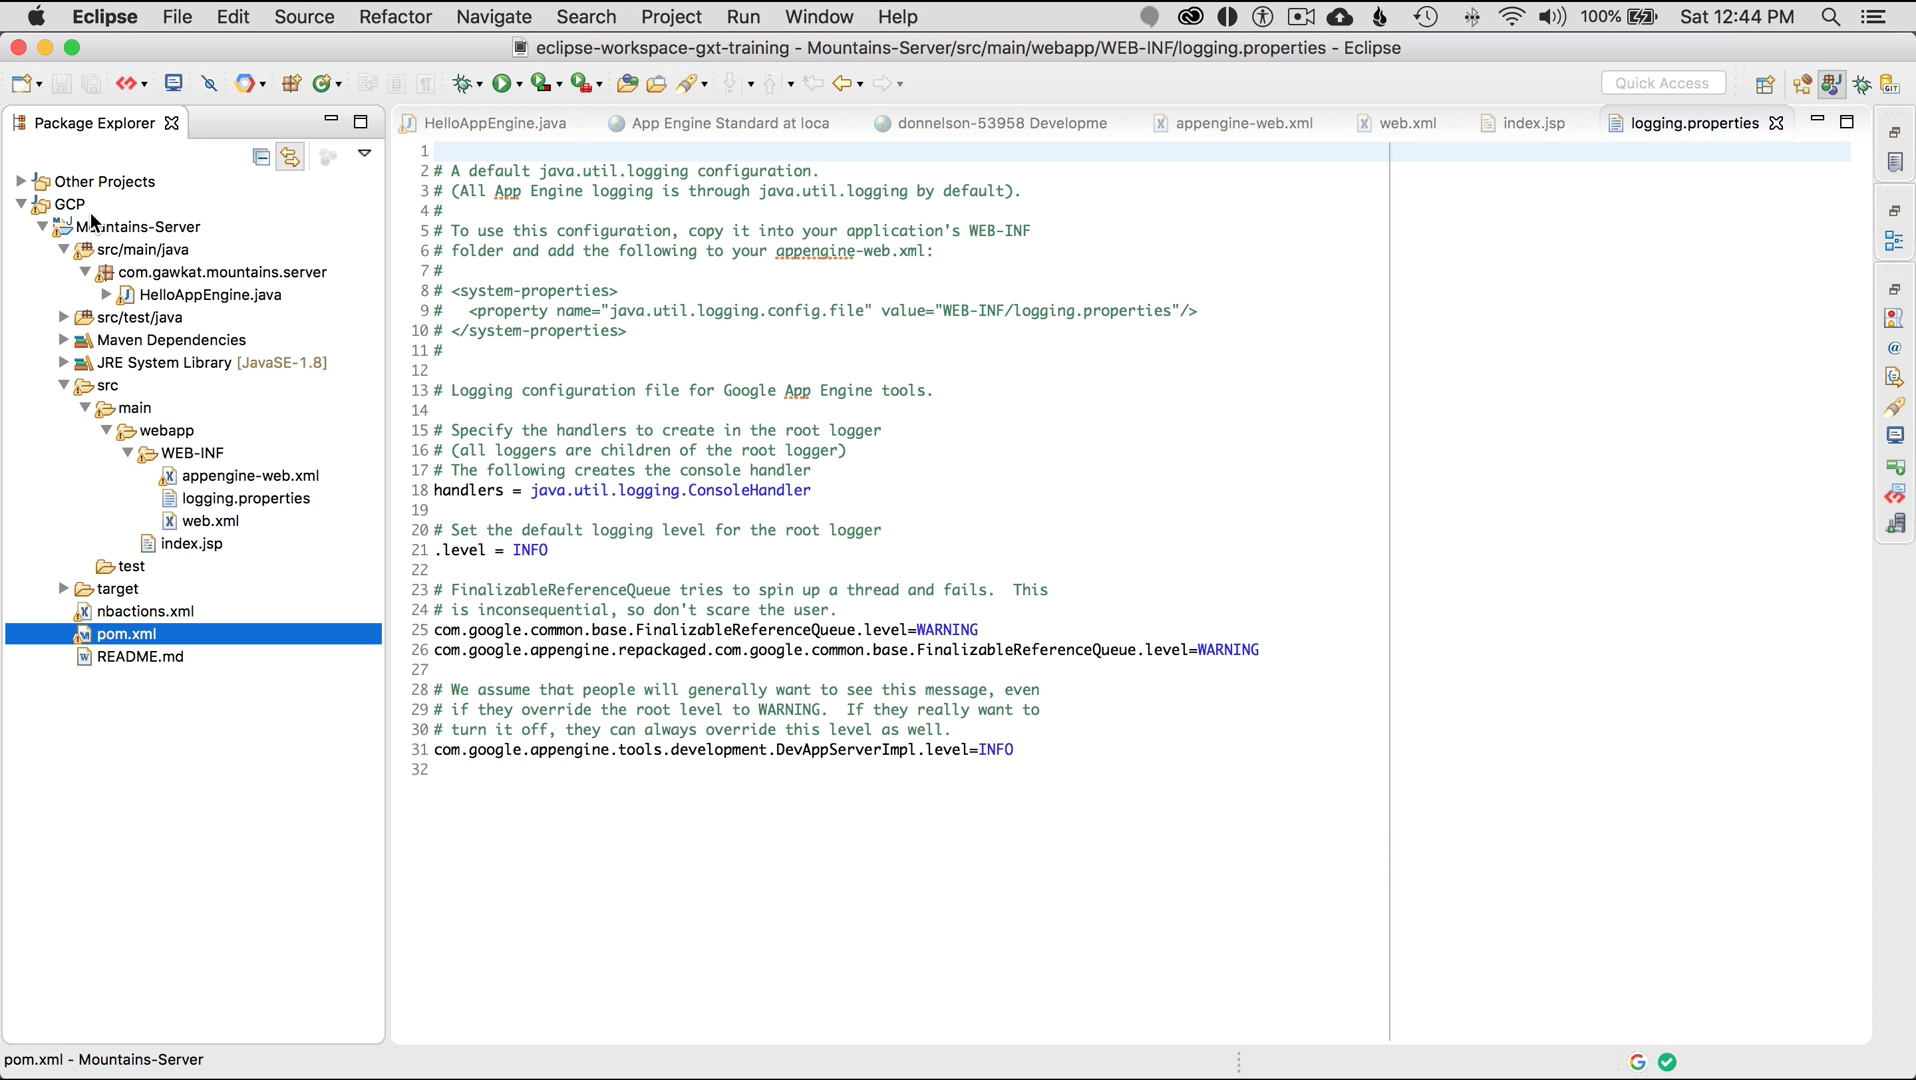 Eclipse File Edit Source Refactor Navigate Search Project Run Window Help 100% Sat 12:44 PM
eclipse-workspace-gxt-training - Mountains-Server/src/main/webapp/WEB-INF/logging.properties - Eclipse
Quick Access
Package Explorer
HelloAppEngine.java App Engine Standard at loca donnelson-53958 Developme appengine-web.xml web.xml index.jsp logging.properties
Other Projects
GCP
Mountains-Server
src/main/java
com.gawkat.mountains.server
HelloAppEngine.java
src/test/java
Maven Dependencies
JRE System Library [JavaSE-1.8]
src
main
webapp
WEB-INF
appengine-web.xml
logging.properties
web.xml
index.jsp
test
target
nbactions.xml
pom.xml
README.md
1
2 # A default java.util.logging configuration.
3 # (All App Engine logging is through java.util.logging by default).
4 #
5 # To use this configuration, copy it into your application's WEB-INF
6 # folder and add the following to your appengine-web.xml:
7 #
8 # <system-properties>
9 #   <property name="java.util.logging.config.file" value="WEB-INF/logging.properties"/>
10 # </system-properties>
11 #
12
13 # Logging configuration file for Google App Engine tools.
14
15 # Specify the handlers to create in the root logger
16 # (all loggers are children of the root logger)
17 # The following creates the console handler
18 handlers = java.util.logging.ConsoleHandler
19
20 # Set the default logging level for the root logger
21 .level = INFO
22
23 # FinalizableReferenceQueue tries to spin up a thread and fails.  This
24 # is inconsequential, so don't scare the user.
25 com.google.common.base.FinalizableReferenceQueue.level=WARNING
26 com.google.appengine.repackaged.com.google.common.base.FinalizableReferenceQueue.level=WARNING
27
28 # We assume that people will generally want to see this message, even
29 # if they override the root level to WARNING.  If they really want to
30 # turn it off, they can always override this level as well.
31 com.google.appengine.tools.development.DevAppServerImpl.level=INFO
32
pom.xml - Mountains-Server